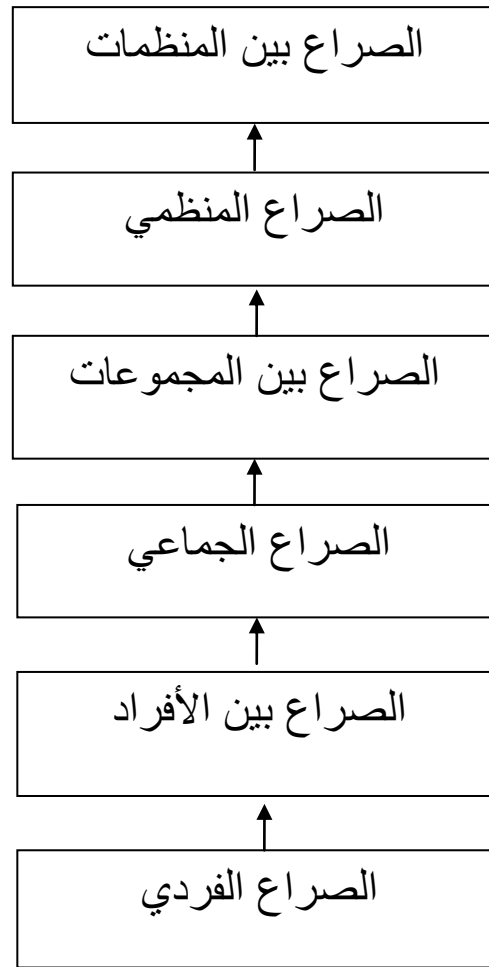 الصراع بين المنظمات
الصراع المنظمي
الصراع بين المجموعات
الصراع الجماعي
الصراع بين الأفراد
الصراع الفردي